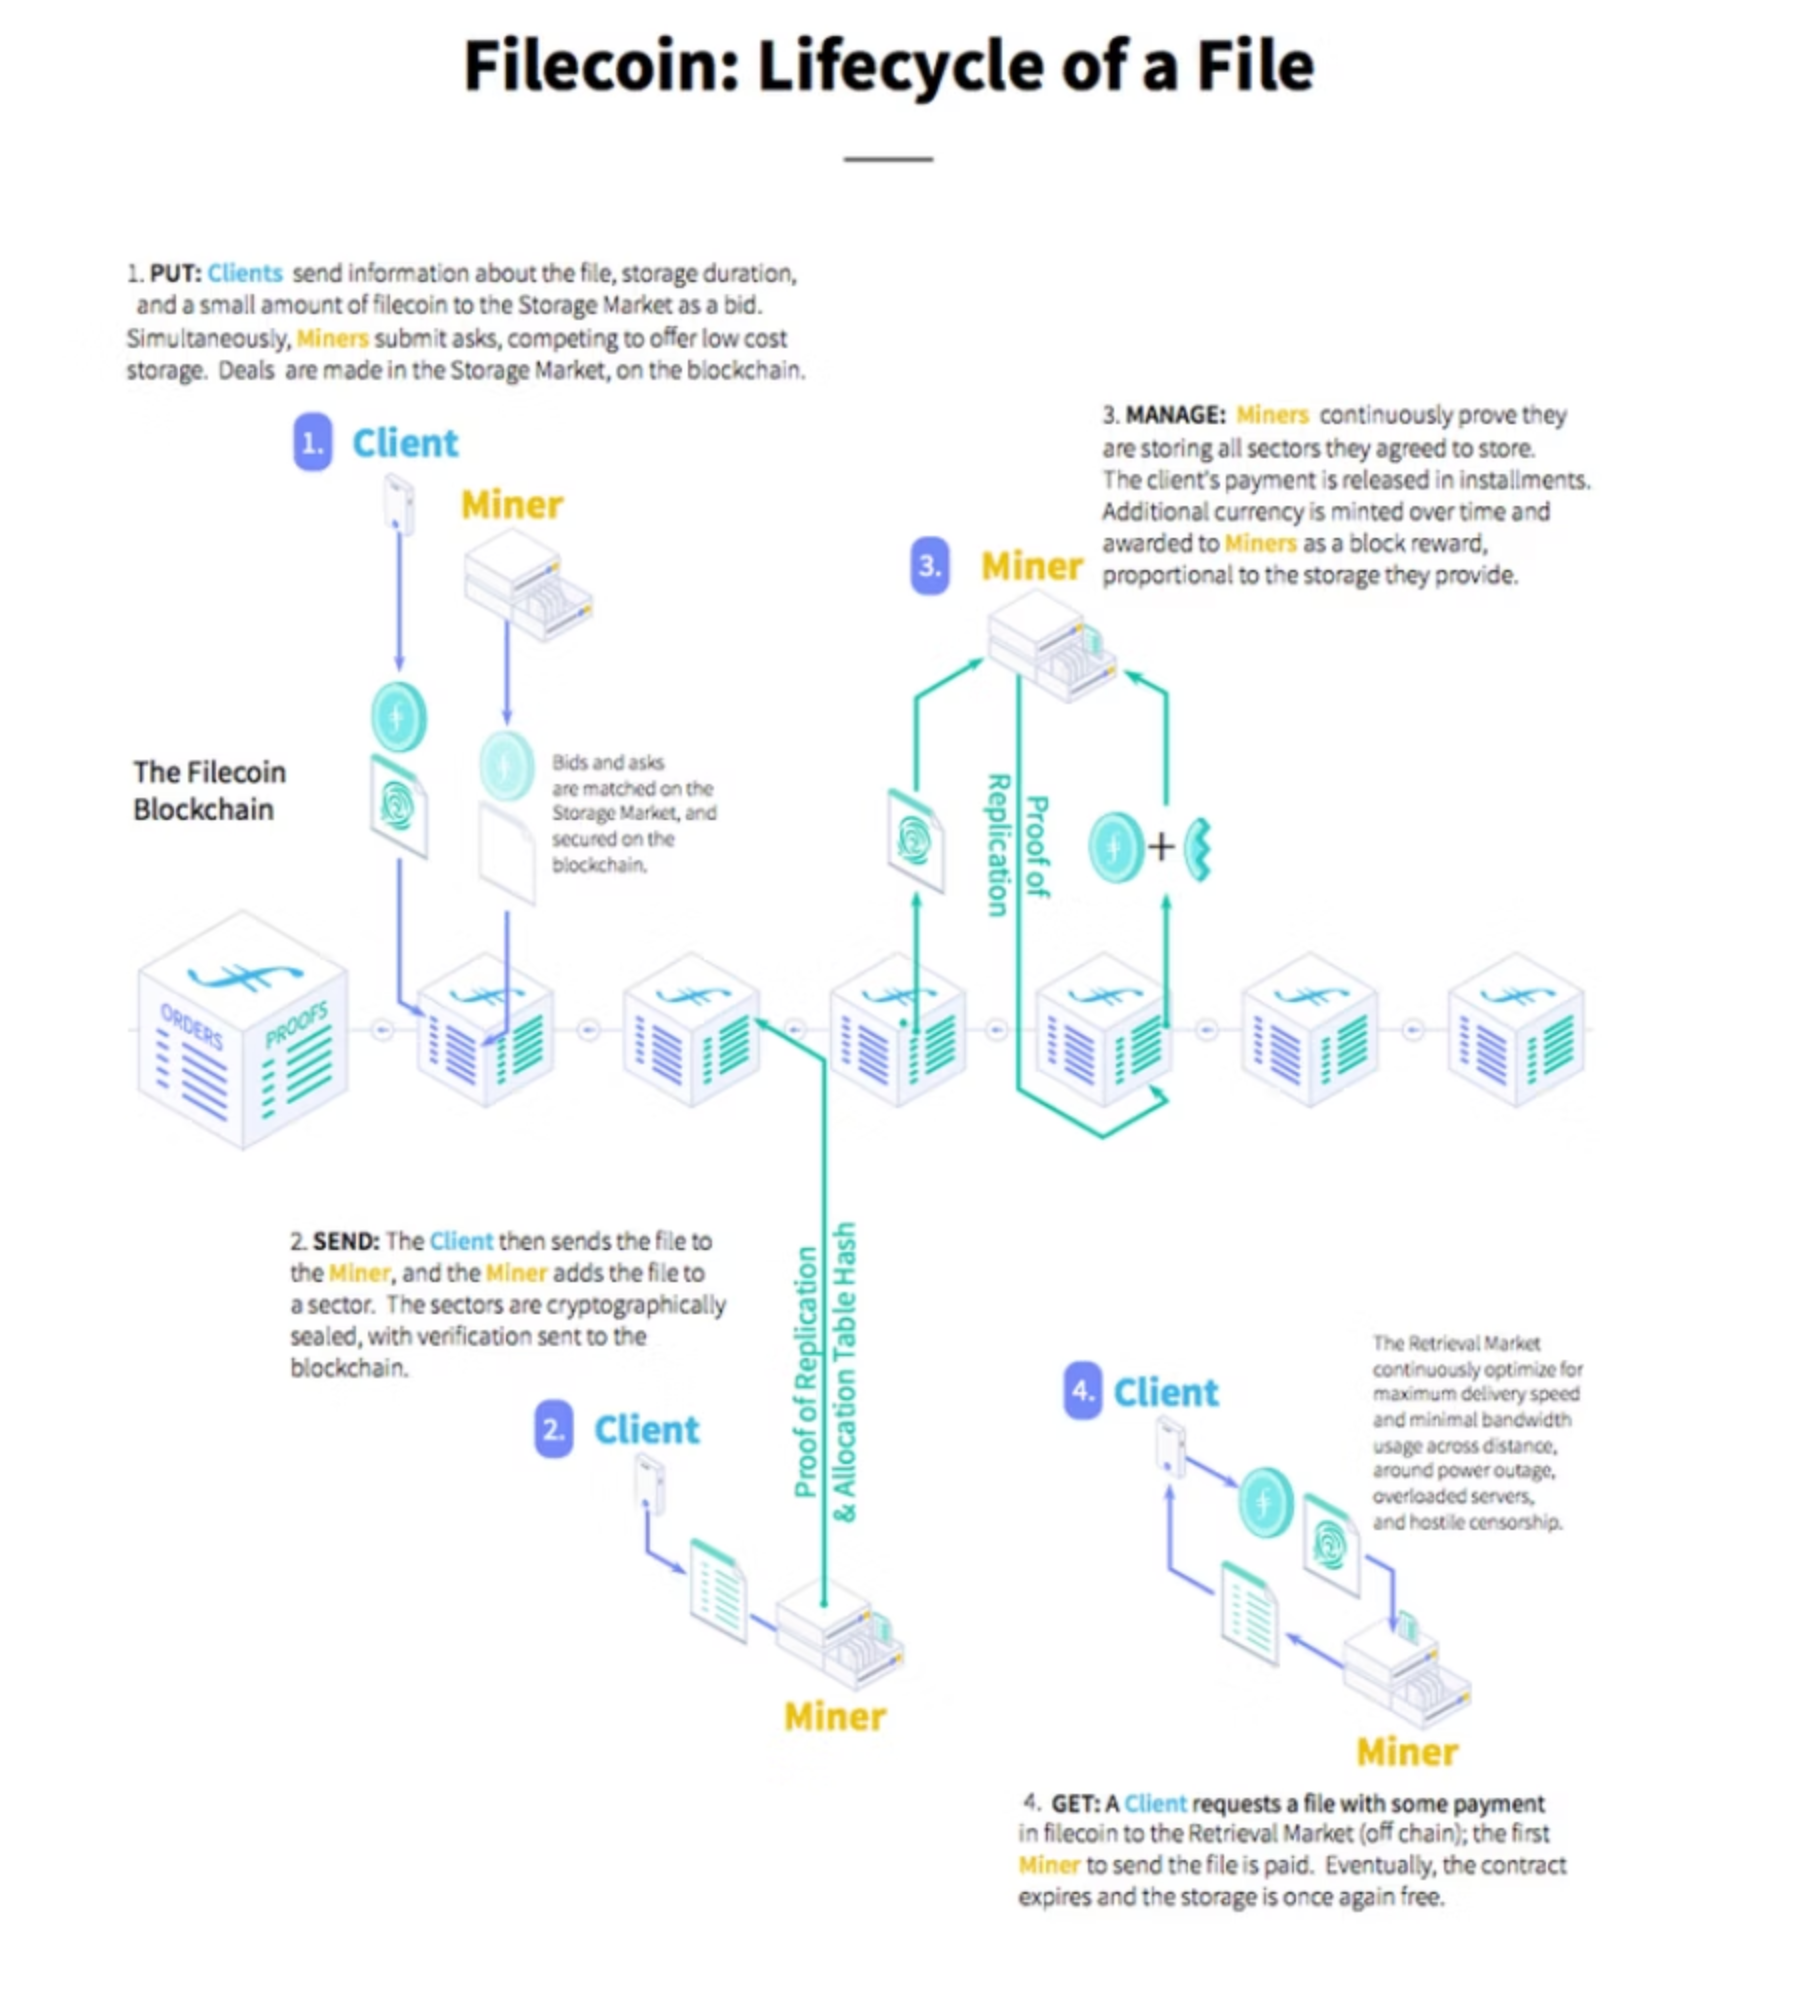 Filecoin: Lifecycle of a File
1. PUT: Clients send information about the file, storage duration,
and a small amount of filecoin to the Storage Market as a bid.
Simultaneously, Miners submit asks, competing to offer low cost
storage. Deals are made in the Storage Market, on the blockchain.
1. Client
Miner
3. MANAGE: Miners continuously prove they
are storing all sectors they agreed to store.
The client's payment is released in installments.
Additional currency is minted over time and
awarded to Miners as a block reward,
proportional to the storage they provide.
3. Miner
The Filecoin
Blockchain
Bids and asks
are matched on the
Storage Market, and
secured on the
blockchain.
Proof of
Replication
+
ORDERS
PROOFS
2. SEND: The Client then sends the file to
the Miner, and the Miner adds the file to
a sector. The sectors are cryptographically
sealed, with verification sent to the
blockchain.
Proof of Replication
& Allocation Table Hash
2. Client
Miner
4. Client
The Retrieval Market
continuously optimize for
maximum delivery speed
and minimal bandwidth
usage across distance,
around power outage,
overloaded servers,
and hostile censorship.
Miner
4. GET: A Client requests a file with some payment
in filecoin to the Retrieval Market (off chain); the first
Miner to send the file is paid. Eventually, the contract
expires and the storage is once again free.